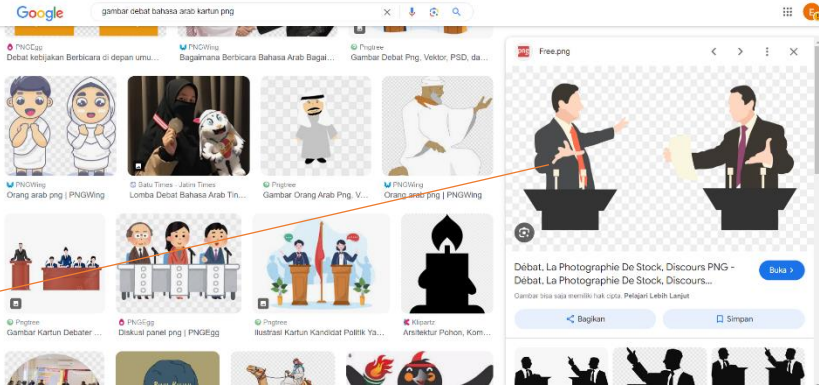 Google
gambar debat bahasa arab kartun png
PNGEgg
Debat kebijakan Berbicara di depan umu...
PNGWing
Bagaimana Berbicara Bahasa Arab Bagai...
Pngtree
Gambar Debat Png, Vektor, PSD, da...
PNGWing
Orang arab png | PNGWing
Satu Times - Jatim Times
Lomba Debat Bahasa Arab Tin...
Pngtree
Gambar Orang Arab Png, V...
PNGWing
Orang arab png | PNGWing
Pngtree
Gambar Kartun Debater ...
PNGEgg
Diskusi panel png | PNGEgg
Pngtree
Ilustrasi Kartun Kandidat Politik Ya...
Klipartz
Arsitektur Pohon, Kom...
png
Free.png
Débat, La Photographie De Stock, Discours PNG -
Débat, La Photographie De Stock, Discours...
Gambar bisa saja memiliki hak cipta. Pelajari Lebih Lanjut
Buka
Bagikan
Simpan